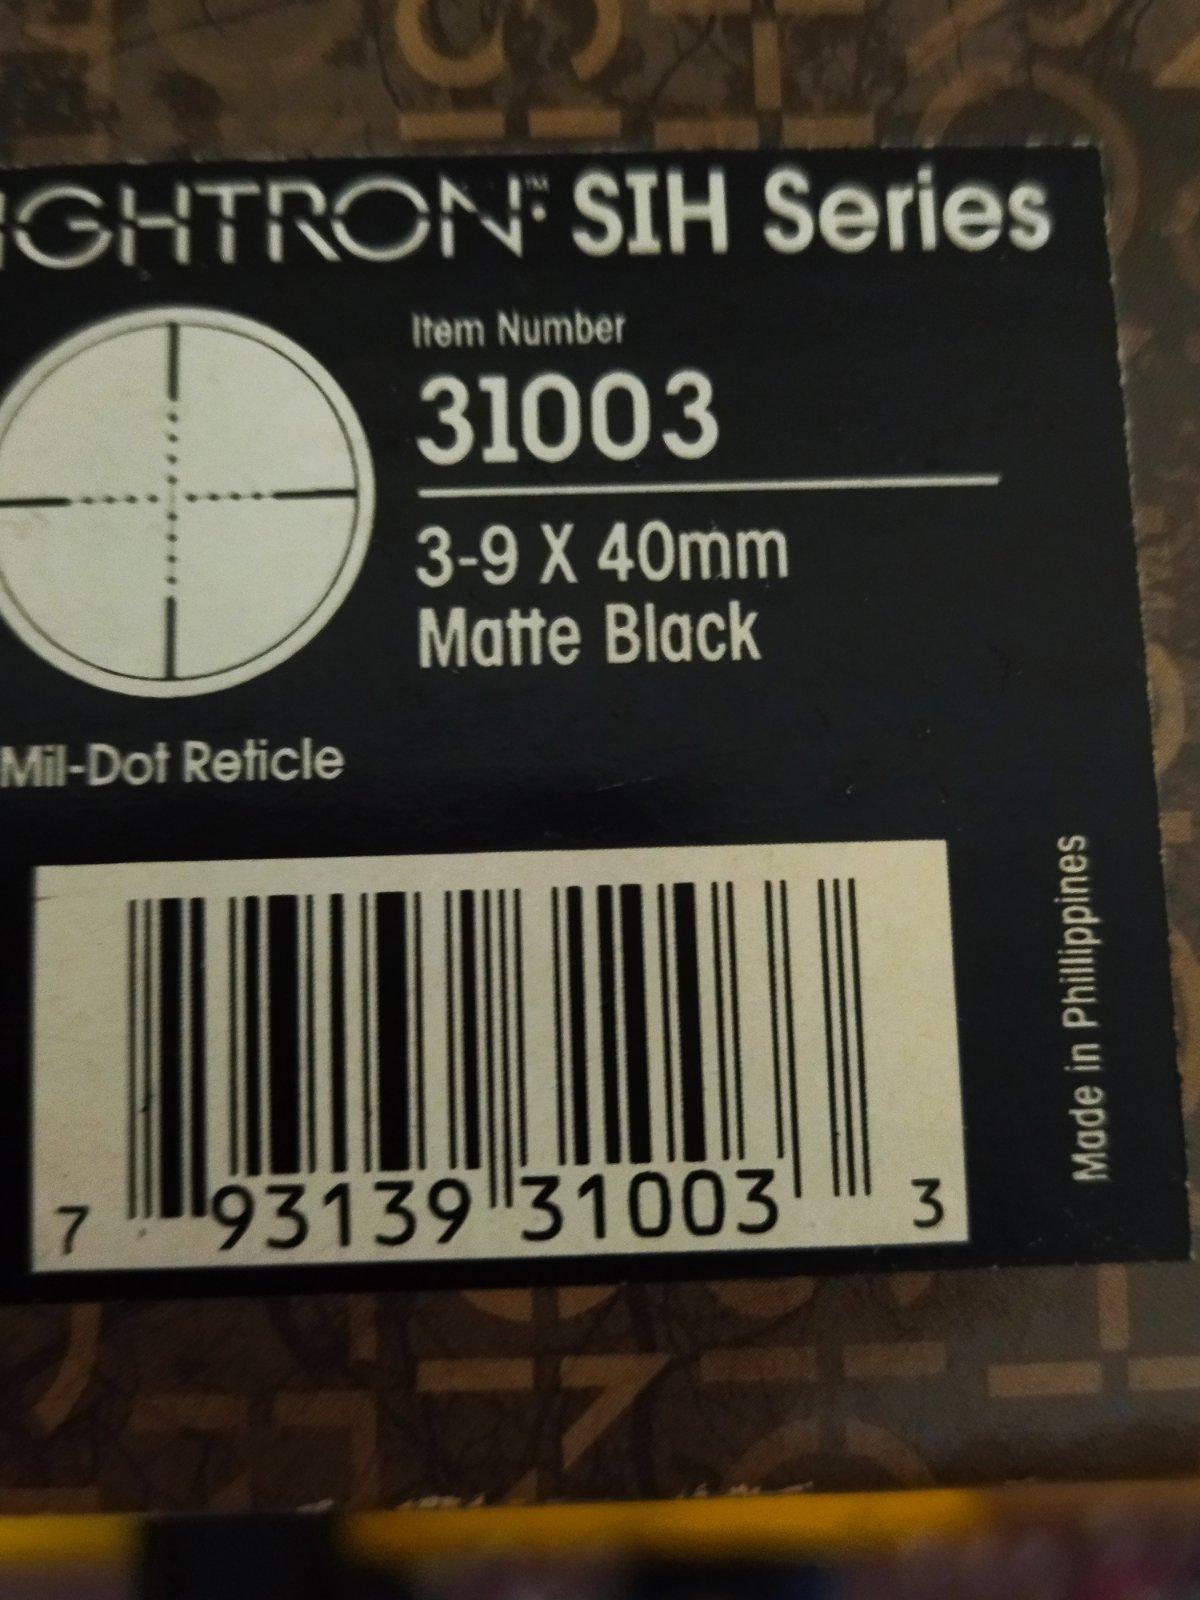 IGHTRON™ SIH Series
Item Number
31003
3-9 X 40mm
Matte Black
Mil-Dot Reticle
Made in Phillippines
7 93139 31003 3